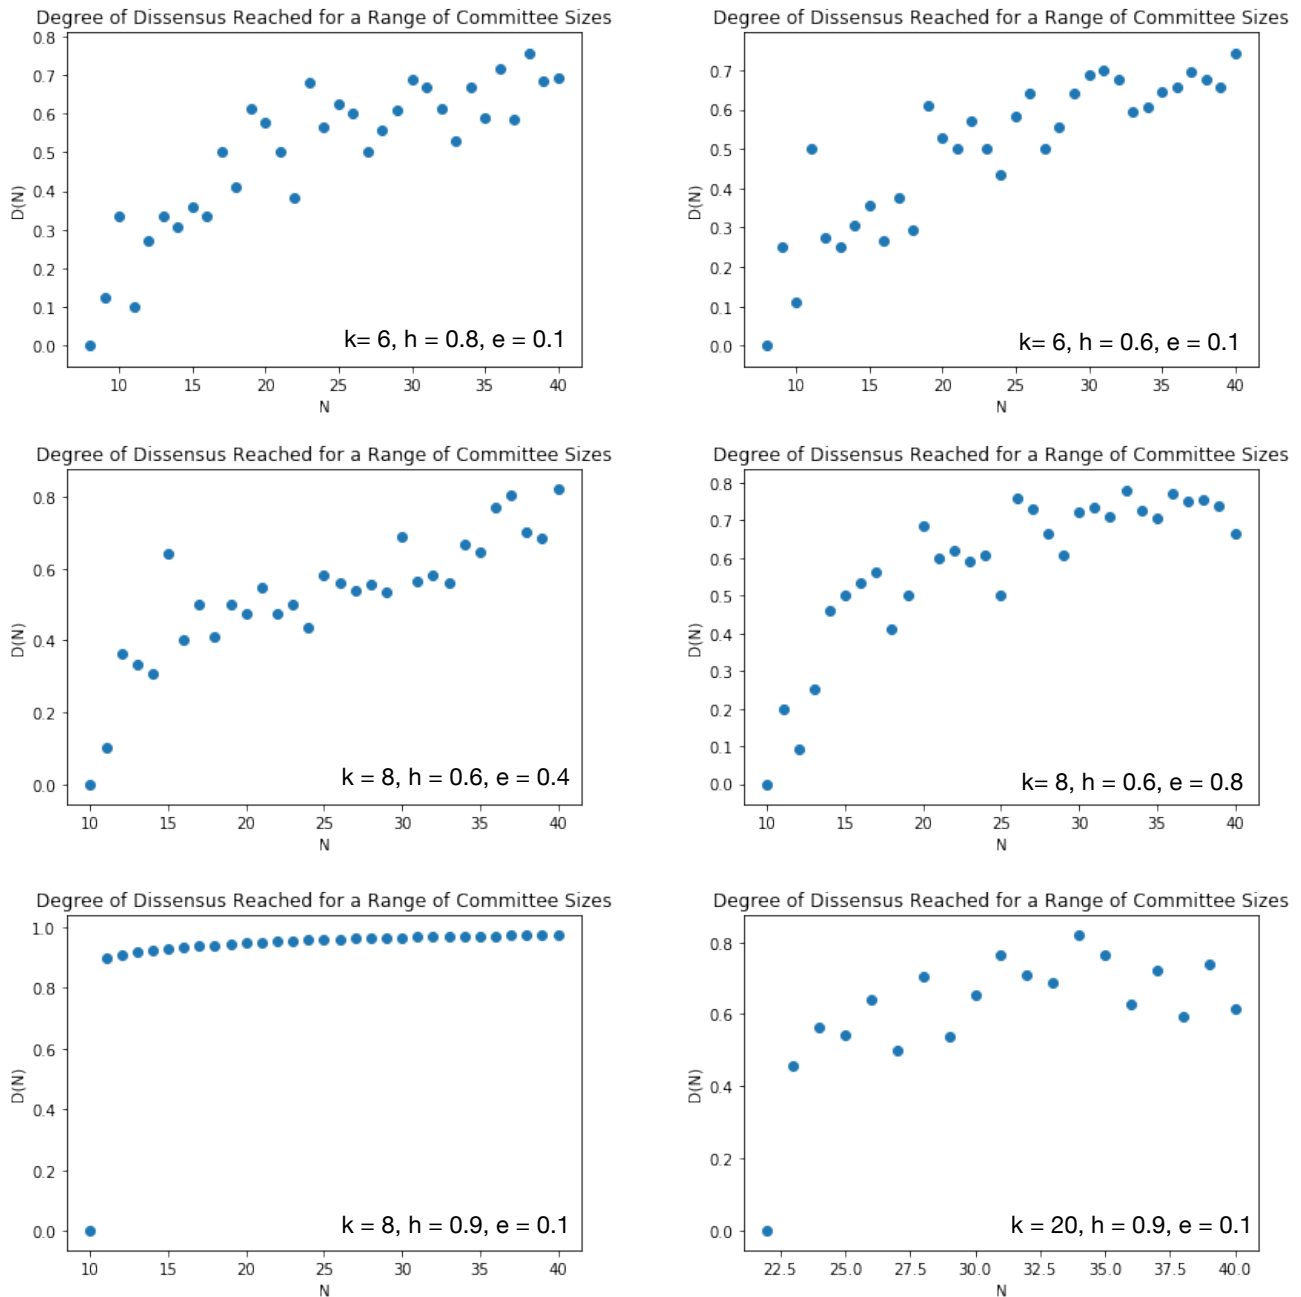 Degree of Dissensus Reached for a Range of Committee Sizes
0.8
0.7
0.6
0.5
0.4
0.3
0.2
0.1
0.0
D(N)
k= 6, h = 0.8, e = 0.1
10 15 20 25 30 35 40
N
Degree of Dissensus Reached for a Range of Committee Sizes
0.7
0.6
0.5
0.4
0.3
0.2
0.1
0.0
D(N)
k= 6, h = 0.6, e = 0.1
10 15 20 25 30 35 40
N
Degree of Dissensus Reached for a Range of Committee Sizes
0.8
0.6
0.4
0.2
0.0
D(N)
k = 8, h = 0.6, e = 0.4
10 15 20 25 30 35 40
N
Degree of Dissensus Reached for a Range of Committee Sizes
0.8
0.7
0.6
0.5
0.4
0.3
0.2
0.1
0.0
D(N)
k= 8, h = 0.6, e = 0.8
10 15 20 25 30 35 40
N
Degree of Dissensus Reached for a Range of Committee Sizes
1.0
0.8
0.6
0.4
0.2
0.0
D(N)
k = 8, h = 0.9, e = 0.1
10 15 20 25 30 35 40
N
Degree of Dissensus Reached for a Range of Committee Sizes
0.8
0.6
0.4
0.2
0.0
D(N)
k = 20, h = 0.9, e = 0.1
22.5 25.0 27.5 30.0 32.5 35.0 37.5 40.0
N